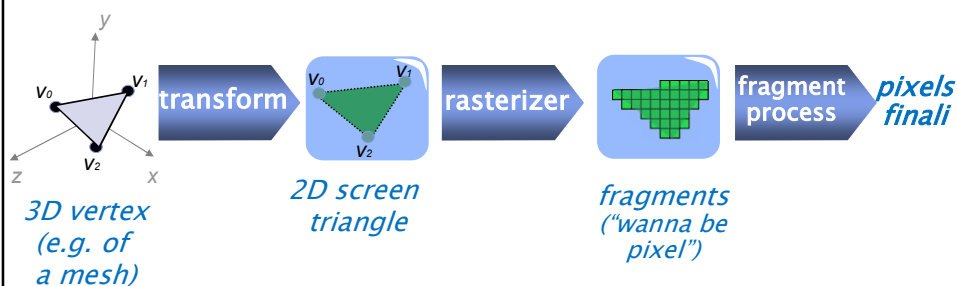 y
v0
v1
v2
z
x
3D vertex
(e.g. of
a mesh)
transform
v0
v1
v2
2D screen
triangle
rasterizer
fragments
(“wanna be
pixel”)
fragment
process
pixels
finali